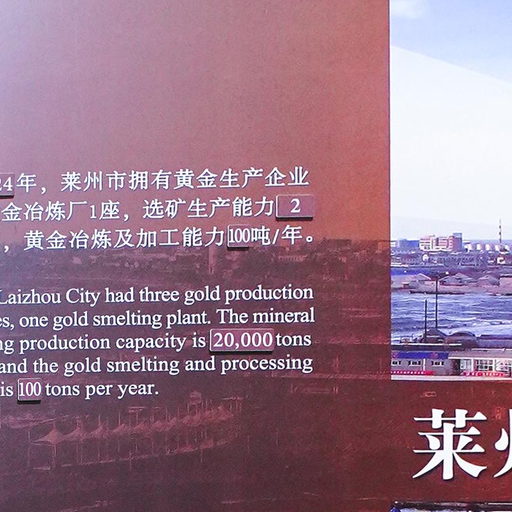 24年，莱州市拥有黄金生产企业
金冶炼厂1座，选矿生产能力 2
，黄金冶炼及加工能力100吨/年。
Laizhou City had three gold production
es, one gold smelting plant. The mineral
ng production capacity is 20,000 tons
and the gold smelting and processing
is 100 tons per year.
莱州